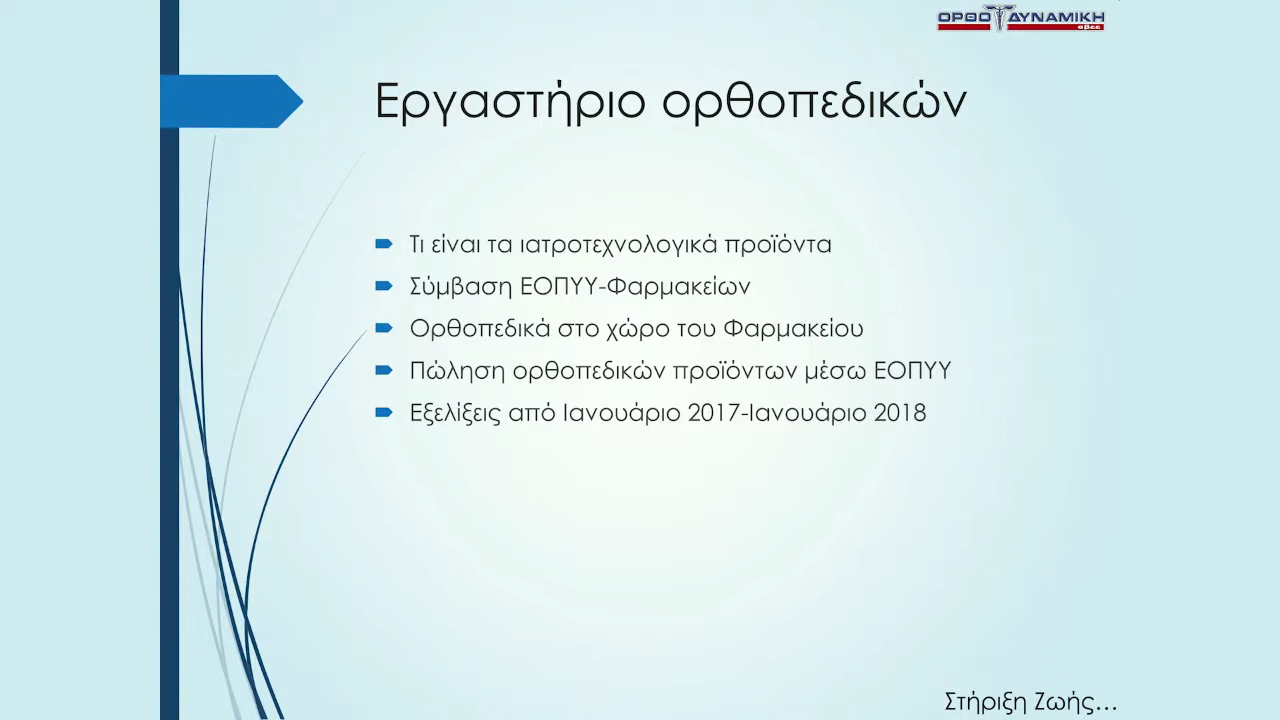 ΟΡΘΟ ΔΥΝΑΜΙΚΗ
αβεε
Εργαστήριο ορθοπεδικών
Τι είναι τα ιατροτεχνολογικά προϊόντα
Σύμβαση ΕΟΠΥΥ-Φαρμακείων
Ορθοπεδικά στο χώρο του Φαρμακείου
Πώληση ορθοπεδικών προϊόντων μέσω ΕΟΠΥΥ
Εξελίξεις από Ιανουάριο 2017-Ιανουάριο 2018
Στήριξη Ζωής...